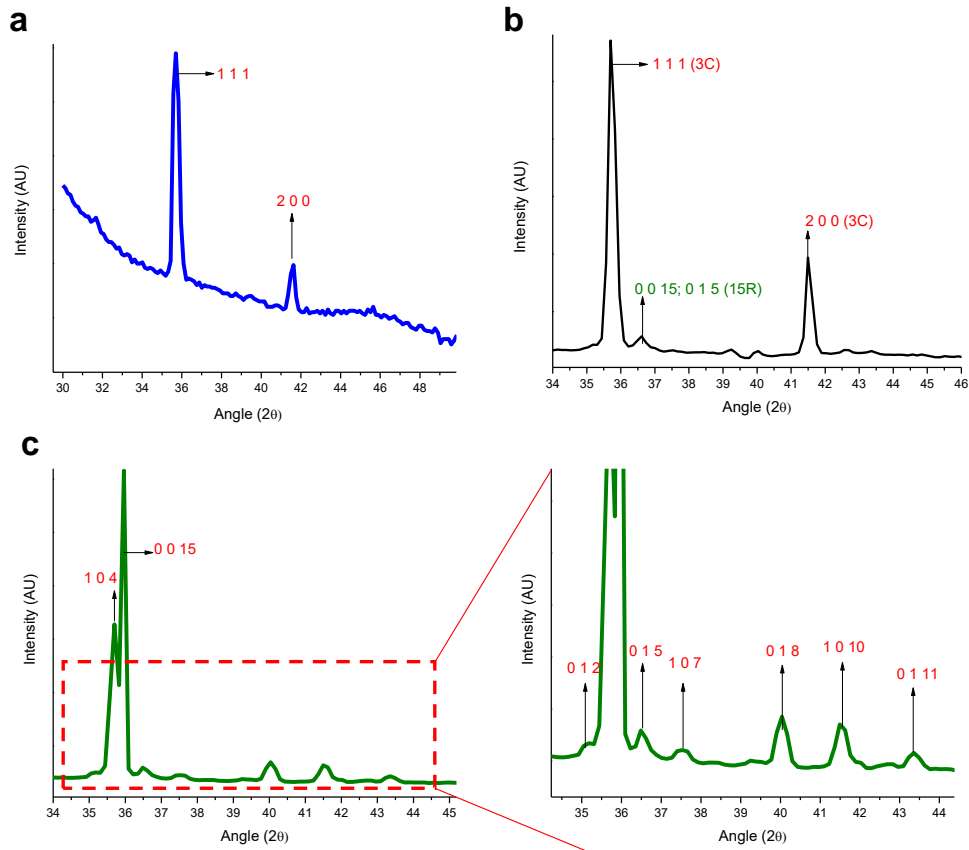 a
Intensity (AU)
1 1 1
2 0 0
30 32 34 36 38 40 42 44 46 48
Angle (2θ)
b
Intensity (AU)
1 1 1 (3C)
2 0 0 (3C)
0 0 15; 0 1 5 (15R)
34 35 36 37 38 39 40 41 42 43 44 45 46
Angle (2θ)
c
Intensity (AU)
0 0 15
1 0 4
34 35 36 37 38 39 40 41 42 43 44 45
Angle (2θ)
Intensity (AU)
0 1 2
0 1 5
1 0 7
0 1 8
1 0 10
0 1 11
35 36 37 38 39 40 41 42 43 44
Angle (2θ)